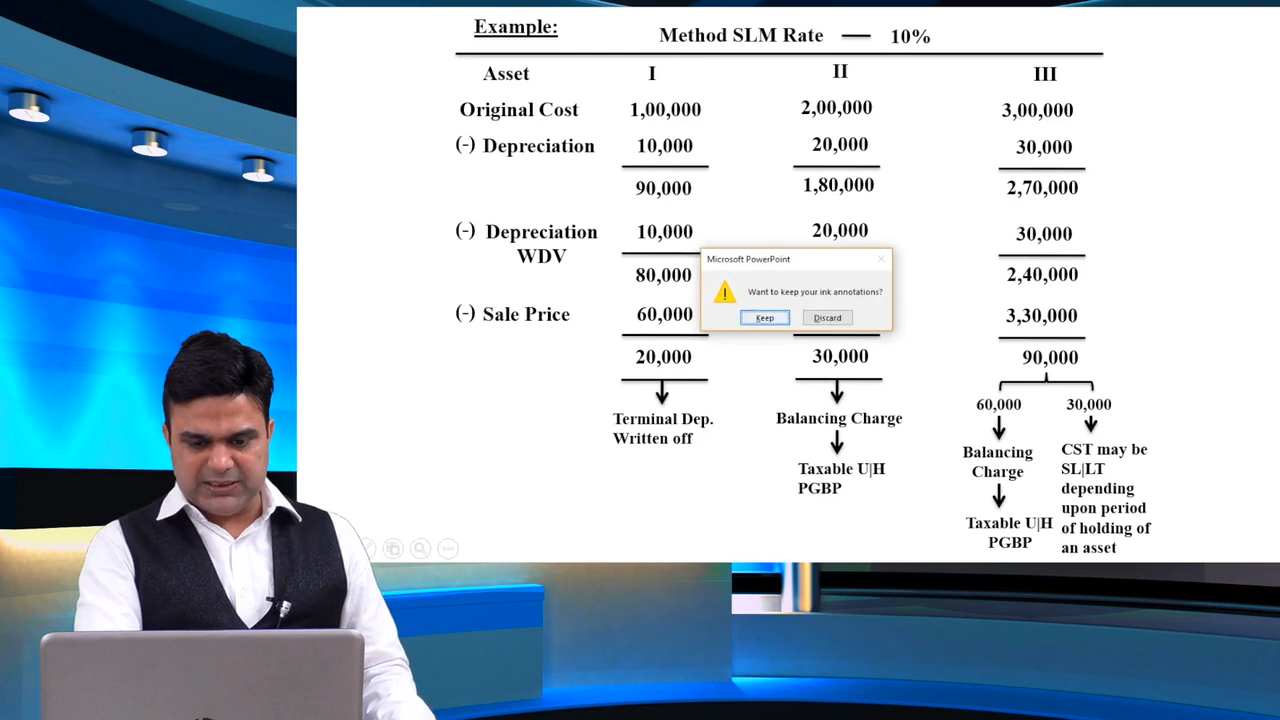 Example:
Method SLM Rate — 10%
Asset I II III
Original Cost 1,00,000 2,00,000 3,00,000
(-) Depreciation 10,000 20,000 30,000
90,000 1,80,000 2,70,000
(-) Depreciation 10,000 20,000 30,000
WDV
80,000 2,40,000
(-) Sale Price 60,000 3,30,000
20,000 30,000 90,000
Microsoft PowerPoint
Want to keep your ink annotations?
Keep Discard
Terminal Dep.
Written off
Balancing Charge
Taxable U|H
PGBP
60,000 30,000
Balancing
Charge
Taxable U|H
PGBP
CST may be
SL|LT
depending
upon period
of holding of
an asset